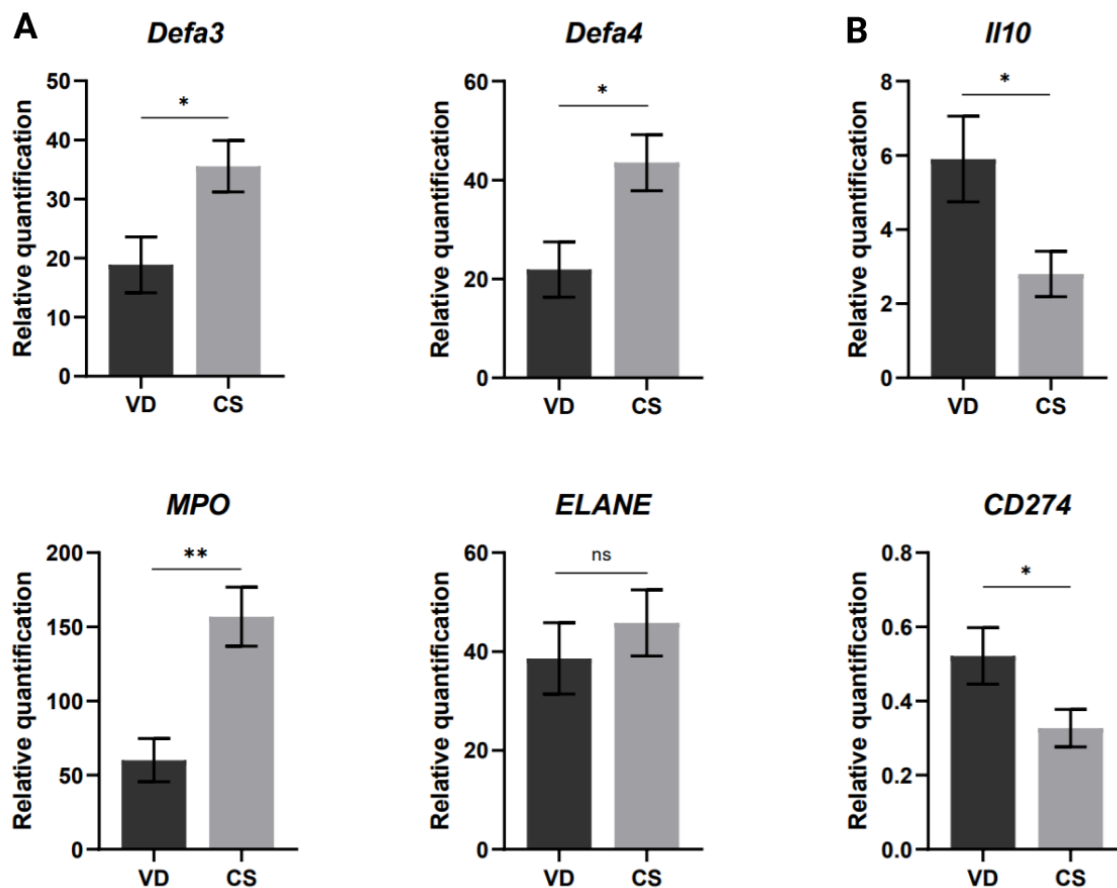 A
Defa3
Relative quantification
50
40
30
20
10
0
*
VD CS
Defa4
Relative quantification
60
40
20
0
*
VD CS
B
Il10
Relative quantification
8
6
4
2
0
*
VD CS
MPO
Relative quantification
200
150
100
50
0
**
VD CS
ELANE
Relative quantification
60
40
20
0
ns
VD CS
CD274
Relative quantification
0.8
0.6
0.4
0.2
0.0
*
VD CS